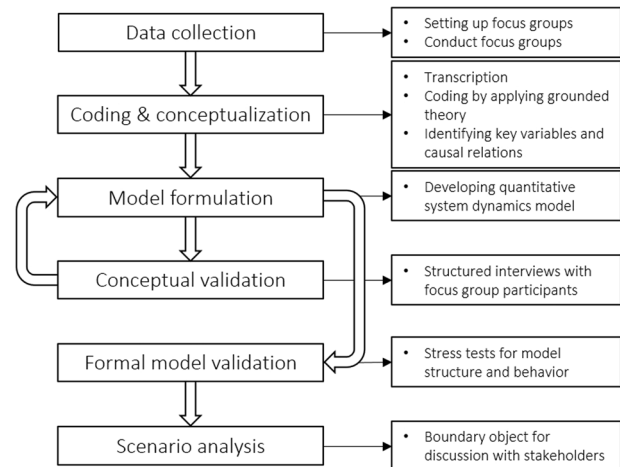 Data collection
• Setting up focus groups
• Conduct focus groups
Coding & conceptualization
• Transcription
• Coding by applying grounded
theory
• Identifying key variables and
causal relations
Model formulation
• Developing quantitative
system dynamics model
Conceptual validation
• Structured interviews with
focus group participants
Formal model validation
• Stress tests for model
structure and behavior
Scenario analysis
• Boundary object for
discussion with stakeholders